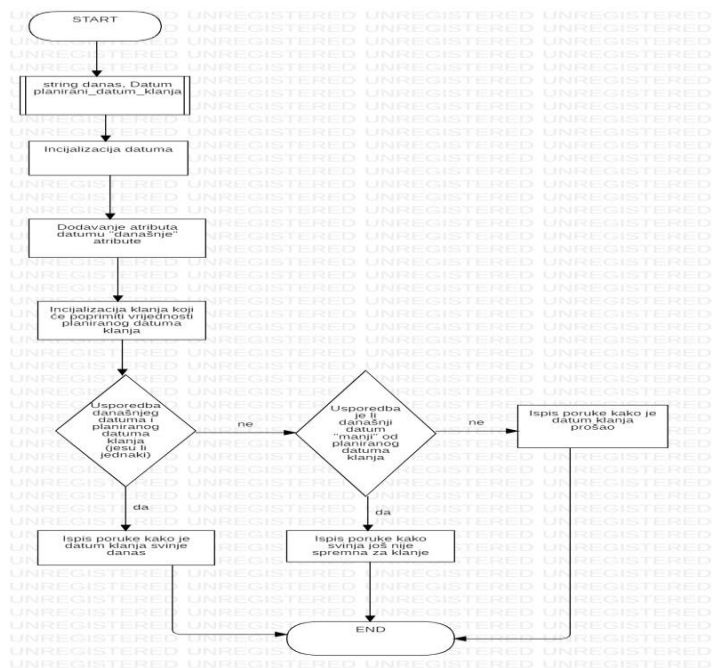 START
string danas, Datum
planirani_datum_klanja
Incijalizacija datuma
Dodavanje atributa
datumu "današnje"
atribute
Incijalizacija klanja koji
će poprimiti vrijednosti
planiranog datuma
klanja
Usporedba
današnjeg
datuma i
planiranog
datuma
klanja
(jesu li
jednaki)
ne
Usporedba
je li
današnji
datum
"manji" od
planiranog
datuma
klanja
ne
Ispis poruke kako je
datum klanja
prošao
da
da
Ispis poruke kako je
datum klanja svinje
danas
Ispis poruke kako
svinja još nije
spremna za klanje
END
UNREGISTERED